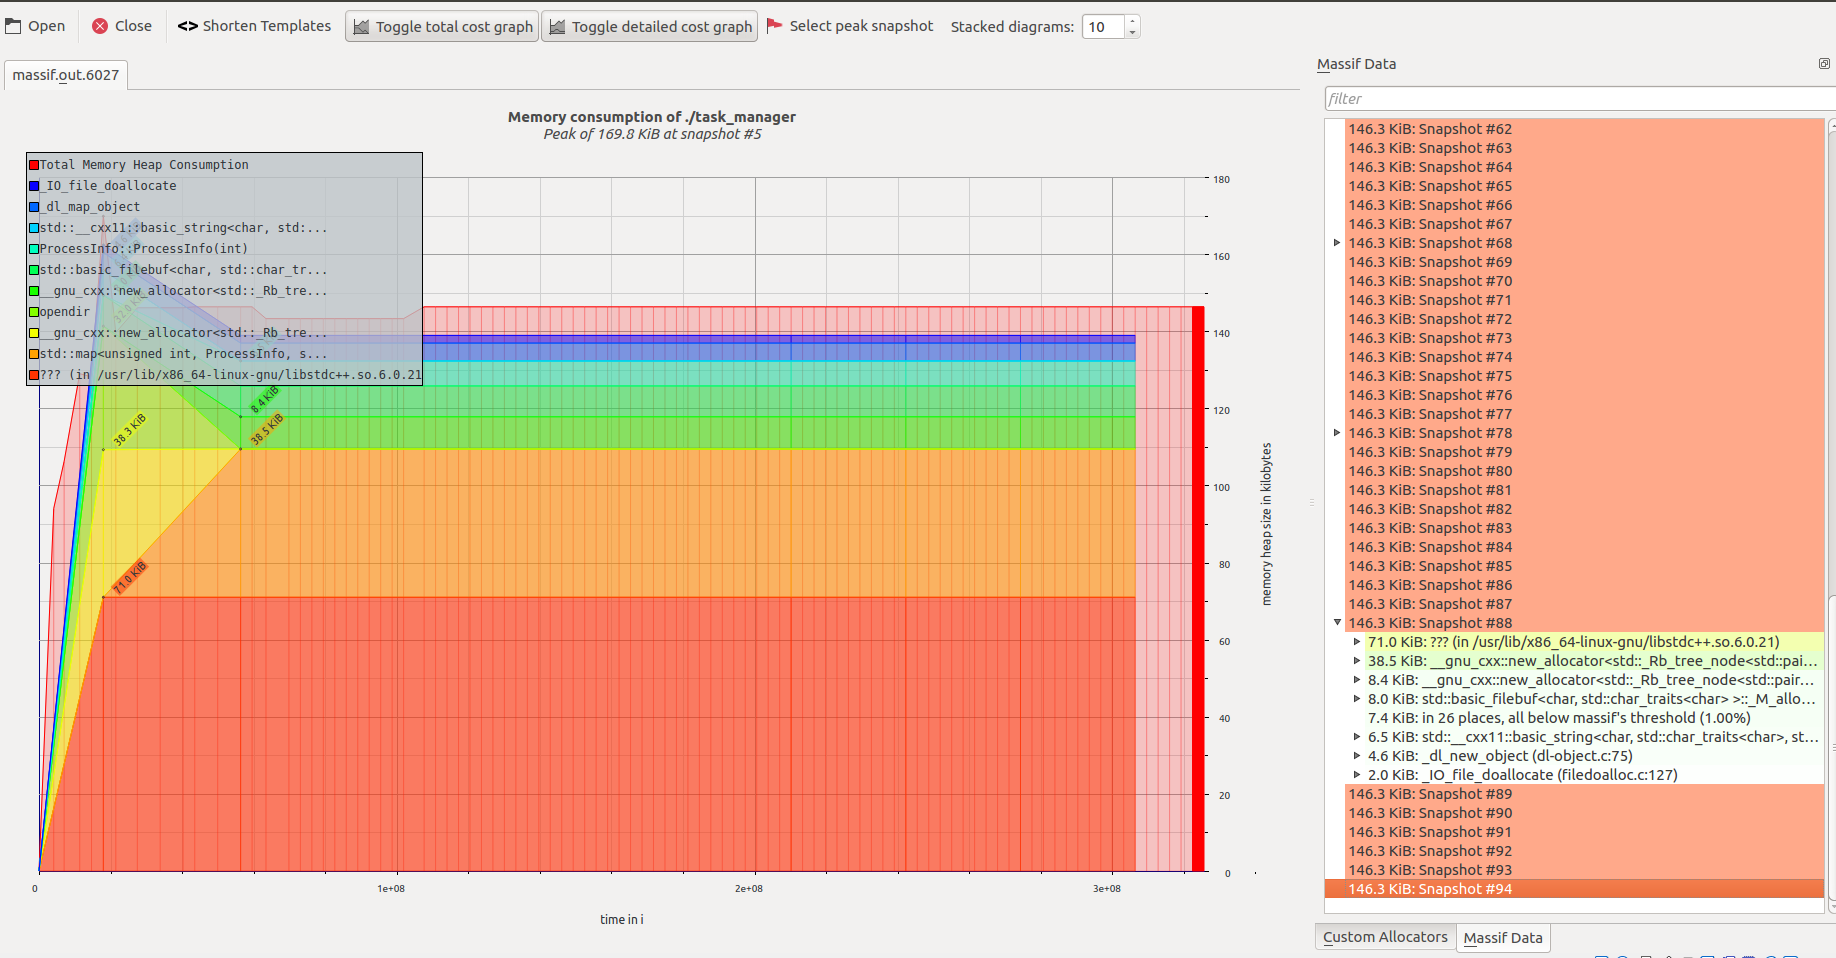 Open
Close
<> Shorten Templates
Toggle total cost graph
Toggle detailed cost graph
Select peak snapshot
Stacked diagrams:
10
massif.out.6027
Memory consumption of ./task_manager
Peak of 169.8 KiB at snapshot #5
Total Memory Heap Consumption
_IO_file_doallocate
_dl_map_object
std::__cxx11::basic_string<char, std:...
ProcessInfo::ProcessInfo(int)
std::basic_filebuf<char, std::char_tr...
__gnu_cxx::new_allocator<std::_Rb_tre...
opendir
__gnu_cxx::new_allocator<std::_Rb_tre...
std::map<unsigned int, ProcessInfo, s...
??? (in /usr/lib/x86_64-linux-gnu/libstdc++.so.6.0.21
8.4 KiB
38.3 KiB
38.5 KiB
71.0 KiB
180
160
140
120
100
80
60
40
20
0
memory heap size in kilobytes
0
1e+08
2e+08
3e+08
time in i
Massif Data
filter
146.3 KiB: Snapshot #62
146.3 KiB: Snapshot #63
146.3 KiB: Snapshot #64
146.3 KiB: Snapshot #65
146.3 KiB: Snapshot #66
146.3 KiB: Snapshot #67
146.3 KiB: Snapshot #68
146.3 KiB: Snapshot #69
146.3 KiB: Snapshot #70
146.3 KiB: Snapshot #71
146.3 KiB: Snapshot #72
146.3 KiB: Snapshot #73
146.3 KiB: Snapshot #74
146.3 KiB: Snapshot #75
146.3 KiB: Snapshot #76
146.3 KiB: Snapshot #77
146.3 KiB: Snapshot #78
146.3 KiB: Snapshot #79
146.3 KiB: Snapshot #80
146.3 KiB: Snapshot #81
146.3 KiB: Snapshot #82
146.3 KiB: Snapshot #83
146.3 KiB: Snapshot #84
146.3 KiB: Snapshot #85
146.3 KiB: Snapshot #86
146.3 KiB: Snapshot #87
146.3 KiB: Snapshot #88
71.0 KiB: ??? (in /usr/lib/x86_64-linux-gnu/libstdc++.so.6.0.21)
38.5 KiB: __gnu_cxx::new_allocator<std::_Rb_tree_node<std::pai...
8.4 KiB: __gnu_cxx::new_allocator<std::_Rb_tree_node<std::pair...
8.0 KiB: std::basic_filebuf<char, std::char_traits<char> >::_M_allo...
7.4 KiB: in 26 places, all below massif's threshold (1.00%)
6.5 KiB: std::__cxx11::basic_string<char, std::char_traits<char>, st...
4.6 KiB: _dl_new_object (dl-object.c:75)
2.0 KiB: _IO_file_doallocate (filedoalloc.c:127)
146.3 KiB: Snapshot #89
146.3 KiB: Snapshot #90
146.3 KiB: Snapshot #91
146.3 KiB: Snapshot #92
146.3 KiB: Snapshot #93
146.3 KiB: Snapshot #94
Custom Allocators
Massif Data